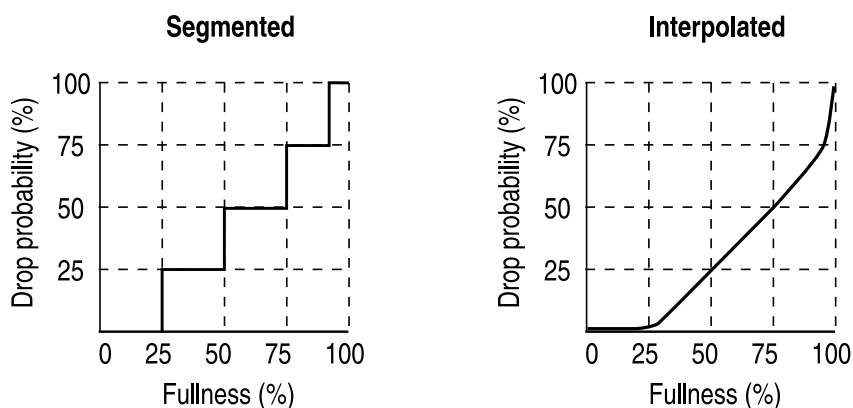 Segmented
Drop probability (%)
100
75
50
25
0 25 50 75 100
Fullness (%)
Interpolated
Drop probability (%)
100
75
50
25
0 25 50 75 100
Fullness (%)